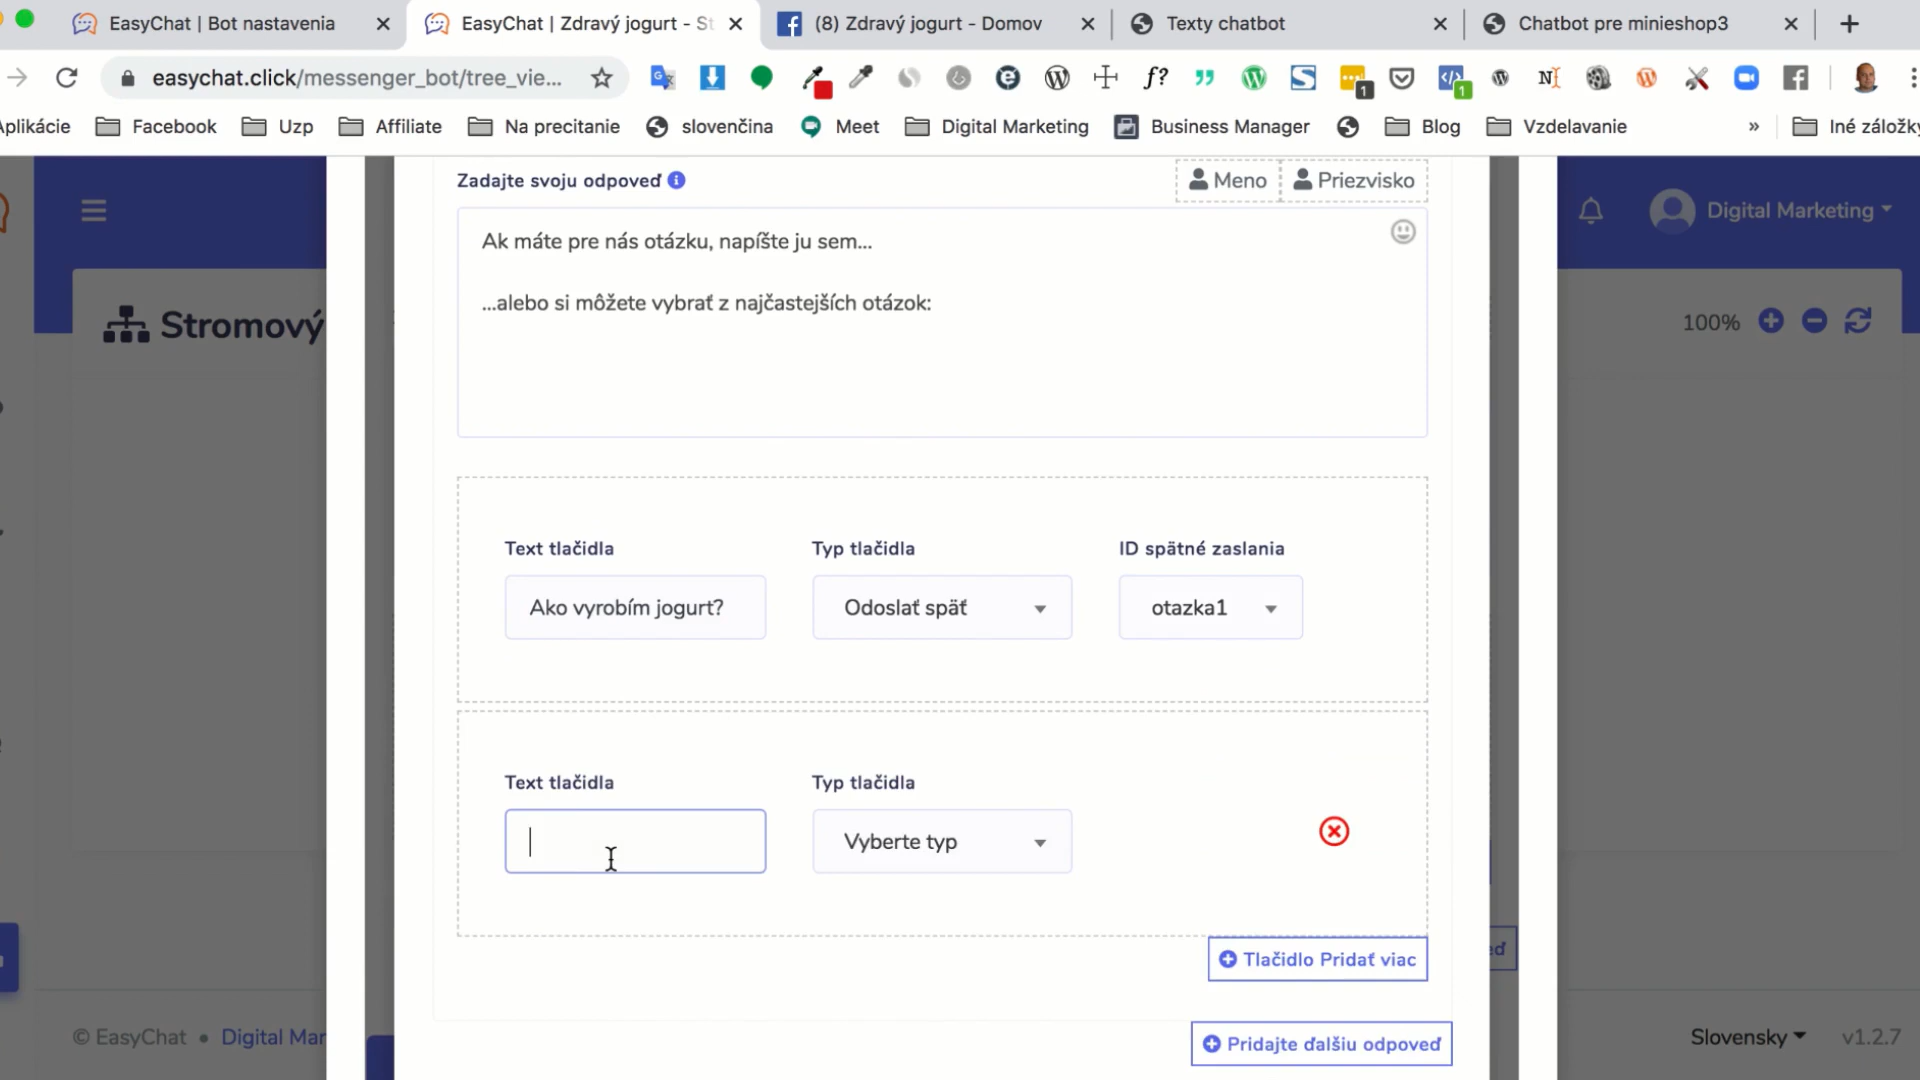 EasyChat | Bot nastavenia
EasyChat | Zdravý jogurt - St
(8) Zdravý jogurt - Domov
Texty chatbot
Chatbot pre minieshop3
easychat.click/messenger_bot/tree_vie...
Aplikácie
Facebook
Uzp
Affiliate
Na precitanie
slovenčina
Meet
Digital Marketing
Business Manager
Blog
Vzdelavanie
»
Iné záložky
Zadajte svoju odpoveď
Meno
Priezvisko
Digital Marketing
Ak máte pre nás otázku, napíšte ju sem...
...alebo si môžete vybrať z najčastejších otázok:
Stromový
100%
Text tlačidla
Typ tlačidla
ID spätné zaslania
Ako vyrobím jogurt?
Odoslať späť
otazka1
Text tlačidla
Typ tlačidla
Vyberte typ
Tlačidlo Pridať viac
eď
Pridajte ďalšiu odpoveď
© EasyChat • Digital Mar
Slovensky
v1.2.7